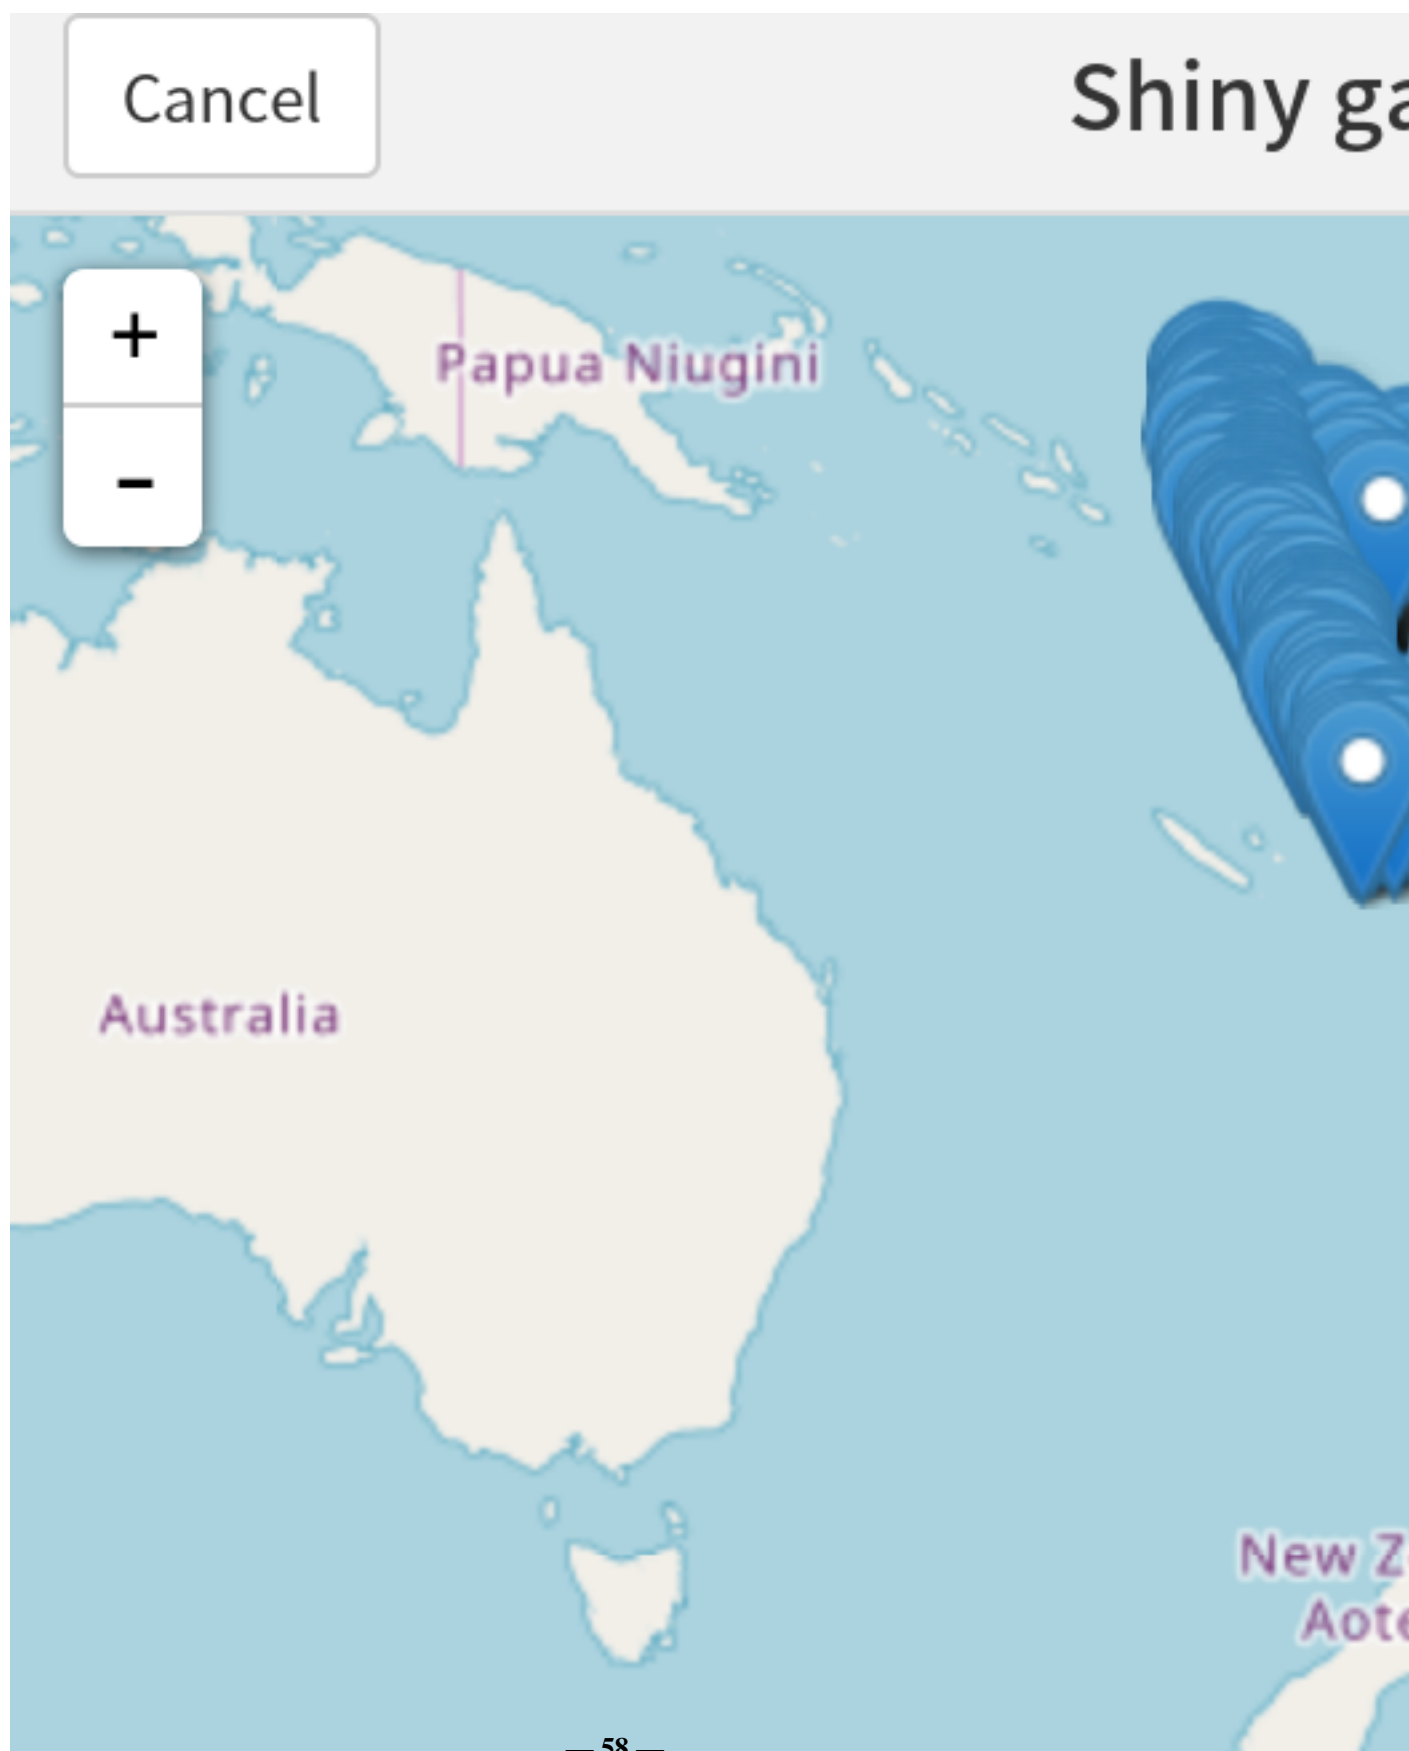 Cancel
Shiny ga
+
-
Papua Niugini
Australia
New Z
Aote
— 58 —